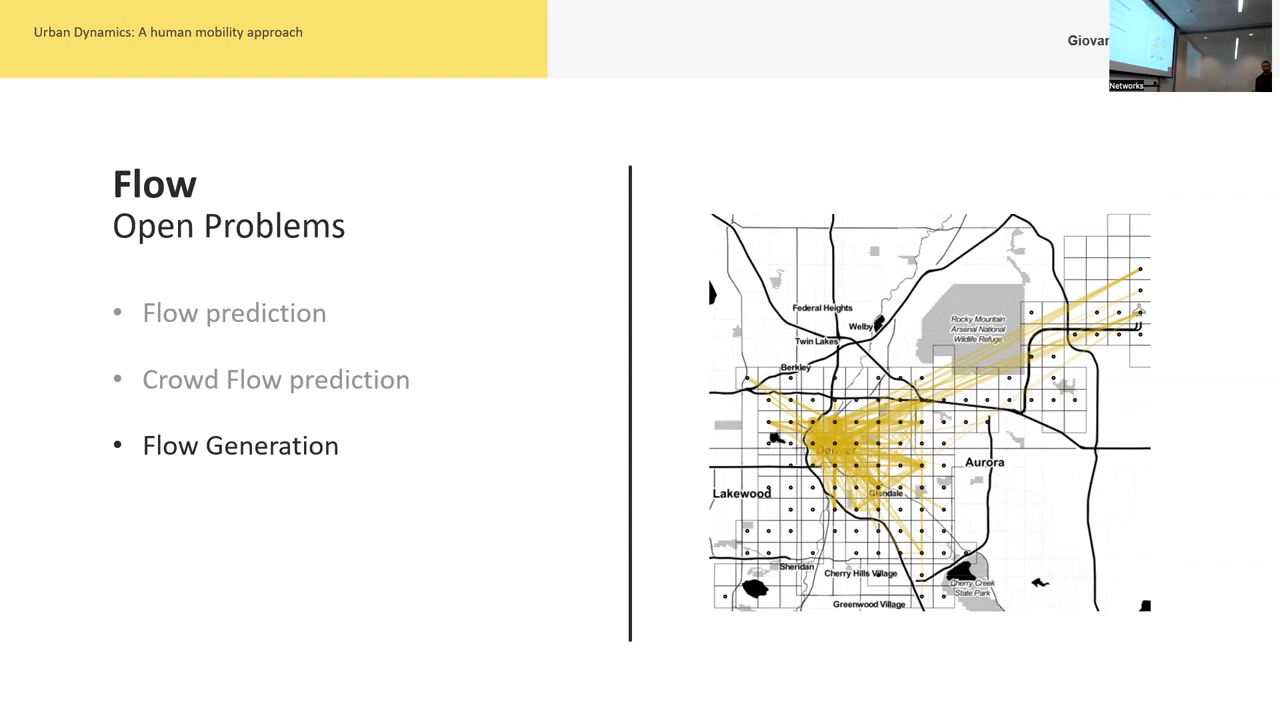 Urban Dynamics: A human mobility approach
Networks
Flow
Open Problems
• Flow prediction
• Crowd Flow prediction
• Flow Generation
Federal Heights
Welby
Twin Lakes
Berkley
Rocky Mountain
Arsenal National
Wildlife Refuge
Denver
Aurora
Lakewood
Glendale
Sheridan
Cherry Hills Village
Cherry Creek
State Park
Greenwood Village